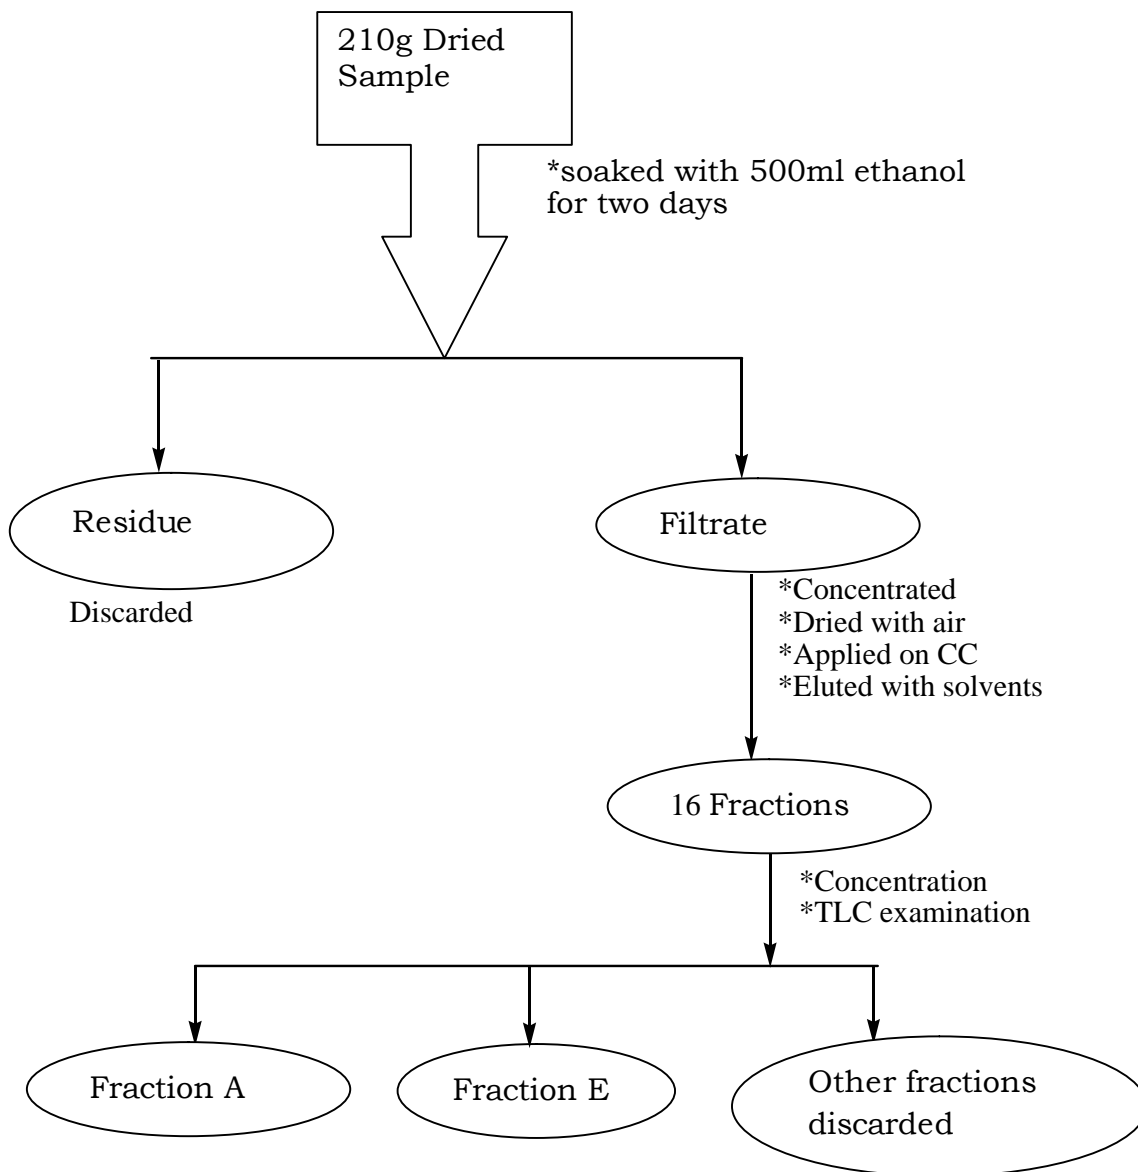 210g Dried
Sample
*soaked with 500ml ethanol
for two days
Residue
Filtrate
Discarded
*Concentrated
*Dried with air
*Applied on CC
*Eluted with solvents
16 Fractions
*Concentration
*TLC examination
Fraction A
Fraction E
Other fractions
discarded